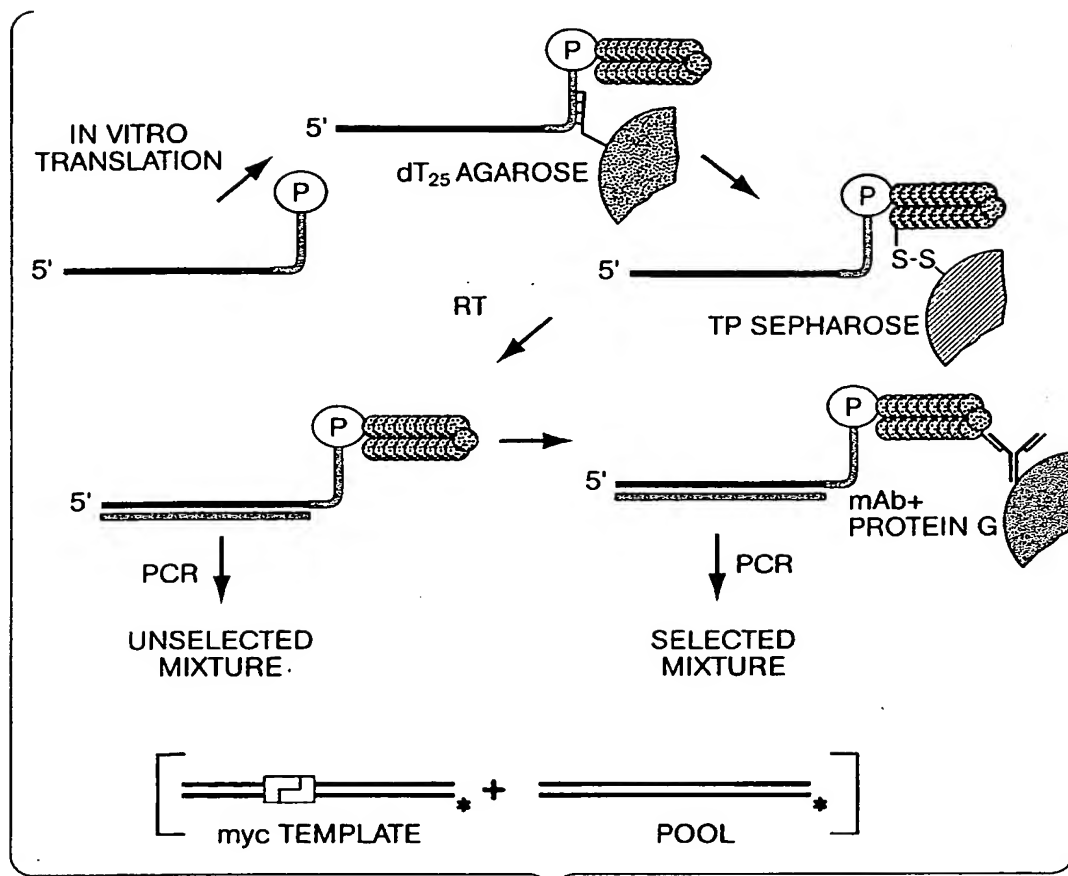 P
IN VITRO
TRANSLATION
5'
dT25 AGAROSE
P
5'
P
S-S
5'
TP SEPHAROSE
RT
P
5'
P
5'
mAb+
PROTEIN G
PCR
UNSELECTED
MIXTURE
PCR
SELECTED
MIXTURE
* + *
myc TEMPLATE
POOL